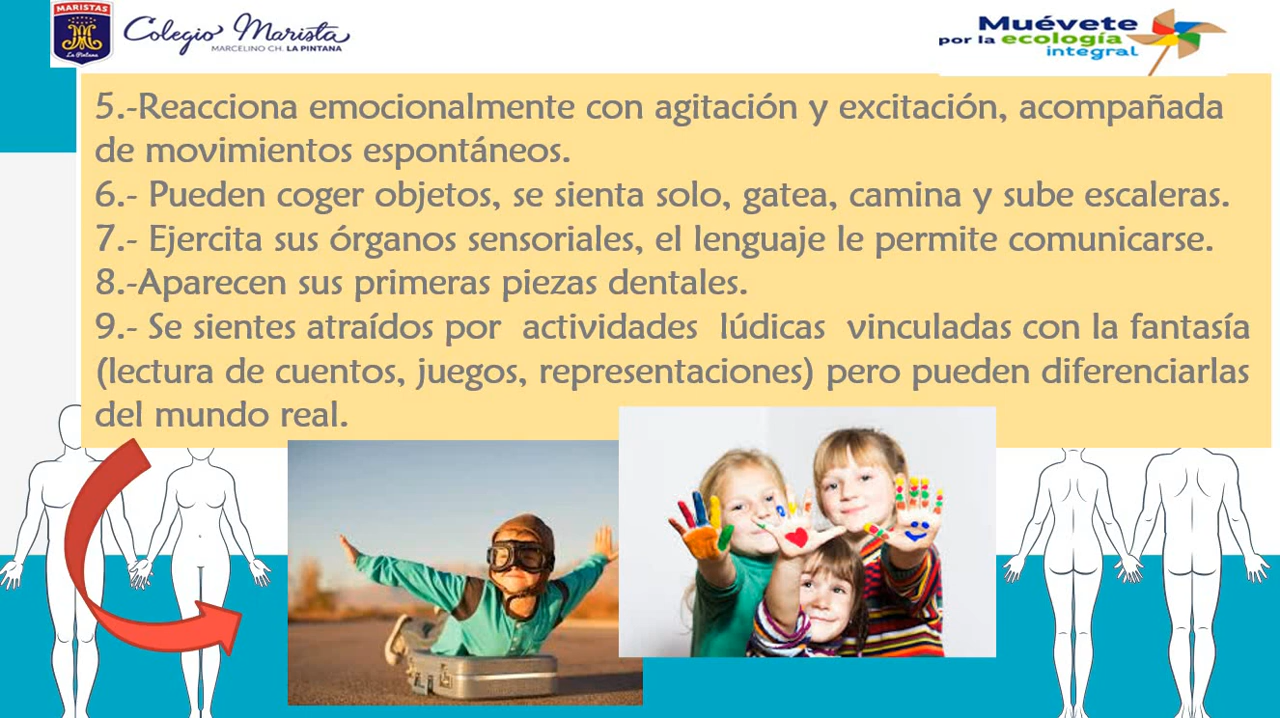 MARISTAS
La Pintana
Colegio Marista
MARCELINO CH. LA PINTANA
Muévete
por la ecología
integral
5.-Reacciona emocionalmente con agitación y excitación, acompañada
de movimientos espontáneos.
6.- Pueden coger objetos, se sienta solo, gatea, camina y sube escaleras.
7.- Ejercita sus órganos sensoriales, el lenguaje le permite comunicarse.
8.-Aparecen sus primeras piezas dentales.
9.- Se sientes atraídos por  actividades  lúdicas  vinculadas con la fantasía
(lectura de cuentos, juegos, representaciones) pero pueden diferenciarlas
del mundo real.